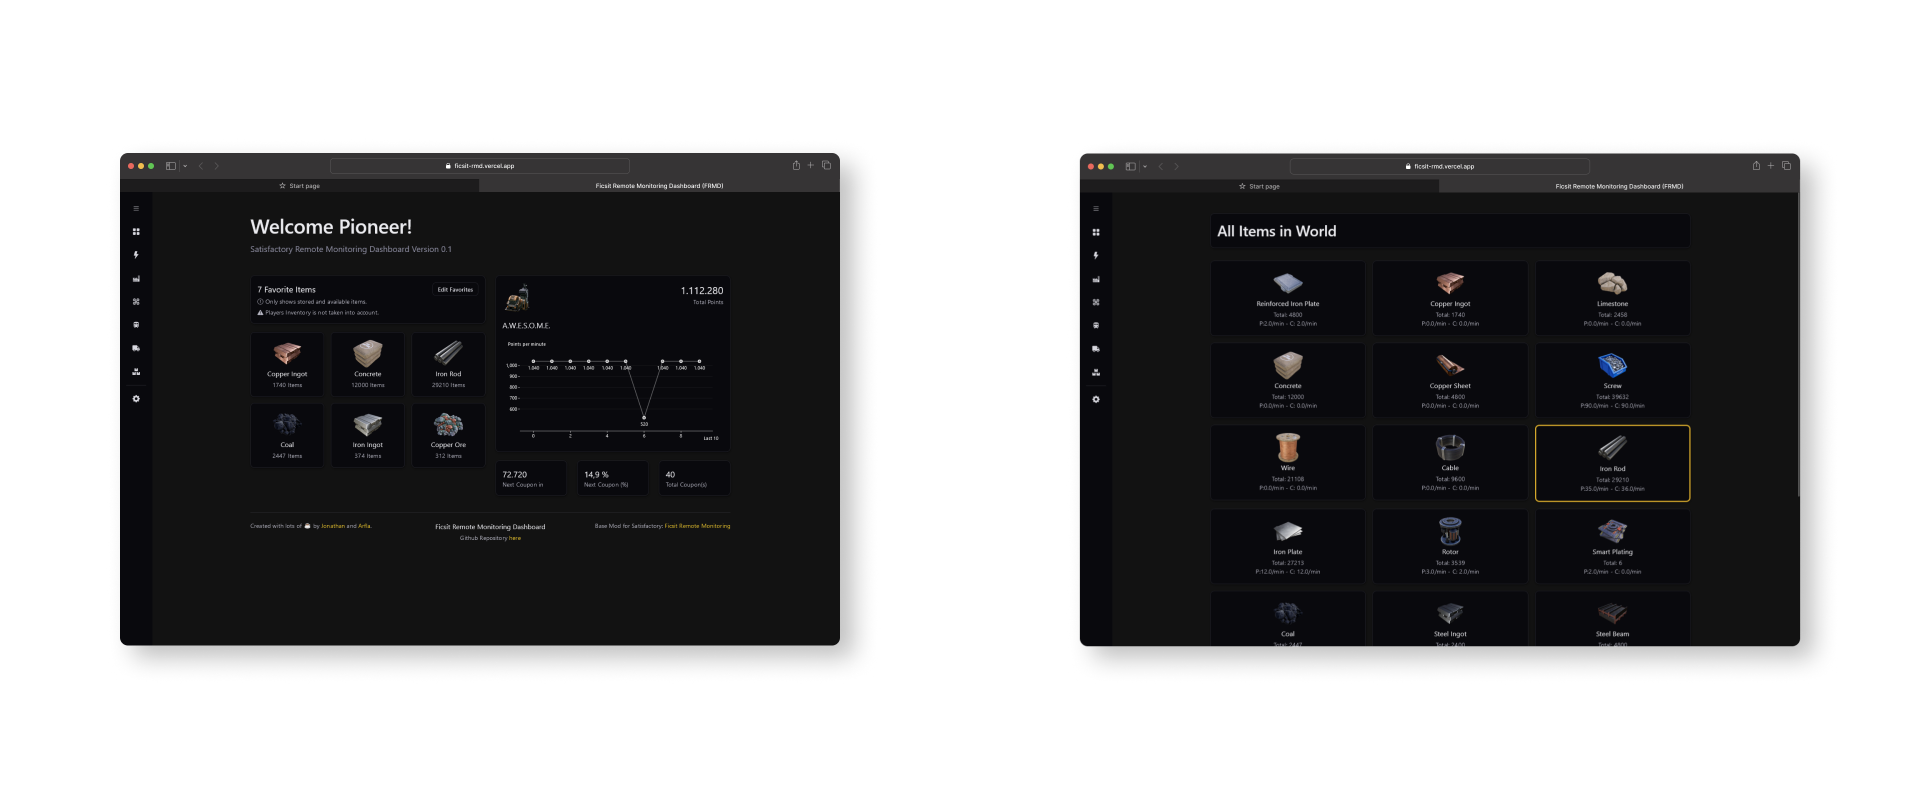 ficsit-rmd.vercel.app
Start page
Ficsit Remote Monitoring Dashboard (FRMD)
Welcome Pioneer!
Satisfactory Remote Monitoring Dashboard Version 0.1
7 Favorite Items
Edit Favorites
Only shows stored and available items.
Players Inventory is not taken into account.
Copper Ingot
1740 Items
Concrete
12000 Items
Iron Rod
29210 Items
Coal
2447 Items
Iron Ingot
374 Items
Copper Ore
312 Items
1.112.280
Total Points
A.W.E.S.O.M.E.
Points per minute
1,000
900
800
700
600
1.040 1.040 1.040 1.040 1.040 1.040 1.040 1.040 1.040
520
0 2 4 6 8 Last 10
72.720
Next Coupon in
14,9 %
Next Coupon (%)
40
Total Coupon(s)
Created with lots of ☕ by Jonathan and Arfla.
Ficsit Remote Monitoring Dashboard
Github Repository here
Base Mod for Satisfactory: Ficsit Remote Monitoring
ficsit-rmd.vercel.app
Start page
Ficsit Remote Monitoring Dashboard (FRMD)
All Items in World
Reinforced Iron Plate
Total: 4800
P:2.0/min - C: 2.0/min
Copper Ingot
Total: 1740
P:0.0/min - C: 0.0/min
Limestone
Total: 2458
P:0.0/min - C: 0.0/min
Concrete
Total: 12000
P:0.0/min - C: 0.0/min
Copper Sheet
Total: 4800
P:0.0/min - C: 0.0/min
Screw
Total: 39632
P:90.0/min - C: 90.0/min
Wire
Total: 21108
P:0.0/min - C: 0.0/min
Cable
Total: 9600
P:0.0/min - C: 0.0/min
Iron Rod
Total: 29210
P:35.0/min - C: 36.0/min
Iron Plate
Total: 27213
P:12.0/min - C: 12.0/min
Rotor
Total: 3539
P:3.0/min - C: 2.0/min
Smart Plating
Total: 6
P:2.0/min - C: 0.0/min
Coal
Total: 2447
Steel Ingot
Total: 2400
Steel Beam
Total: 4800